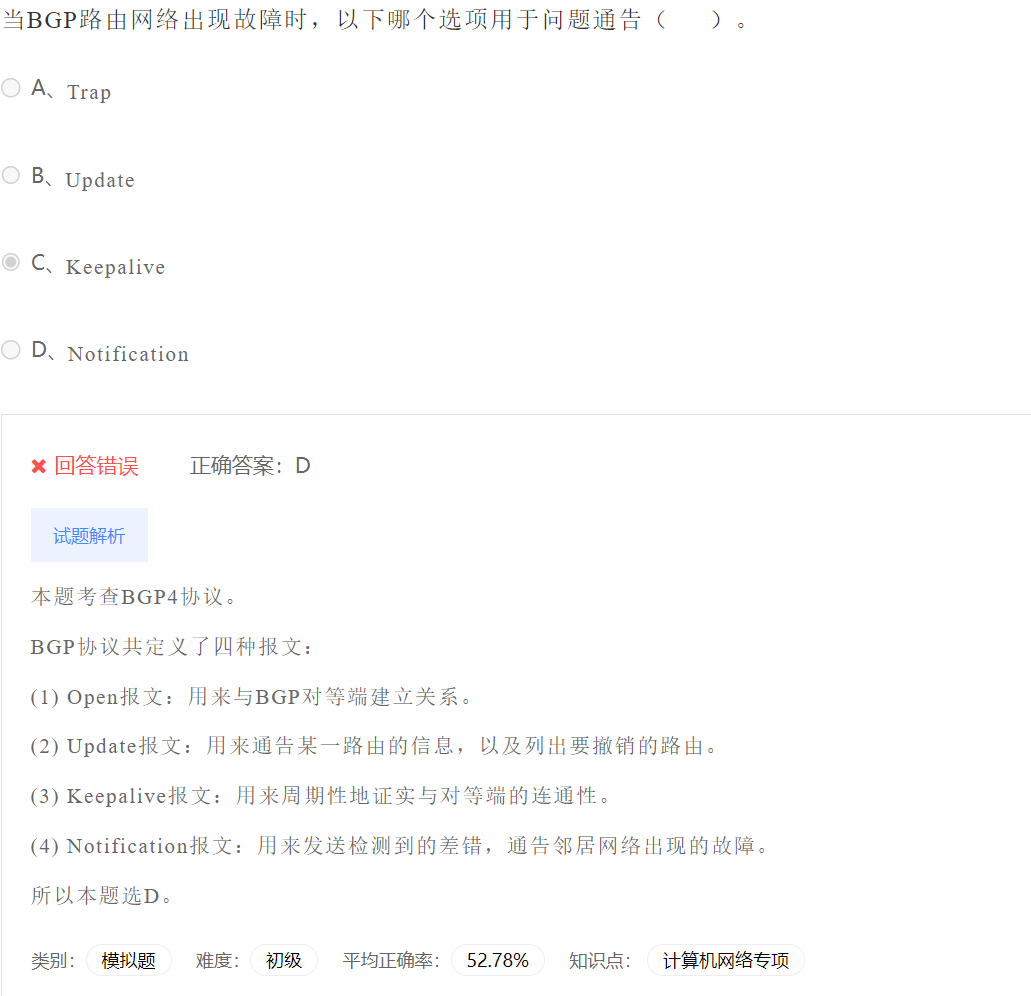 当BGP路由网络出现故障时，以下哪个选项用于问题通告（ ）。
A、Trap
B、Update
C、Keepalive
D、Notification
回答错误 正确答案：D
试题解析
本题考查BGP4协议。
BGP协议共定义了四种报文：
(1) Open报文：用来与BGP对等端建立关系。
(2) Update报文：用来通告某一路由的信息，以及列出要撤销的路由。
(3) Keepalive报文：用来周期性地证实与对等端的连通性。
(4) Notification报文：用来发送检测到的差错，通告邻居网络出现的故障。
所以本题选D。
类别： 模拟题 难度： 初级 平均正确率： 52.78% 知识点： 计算机网络专项